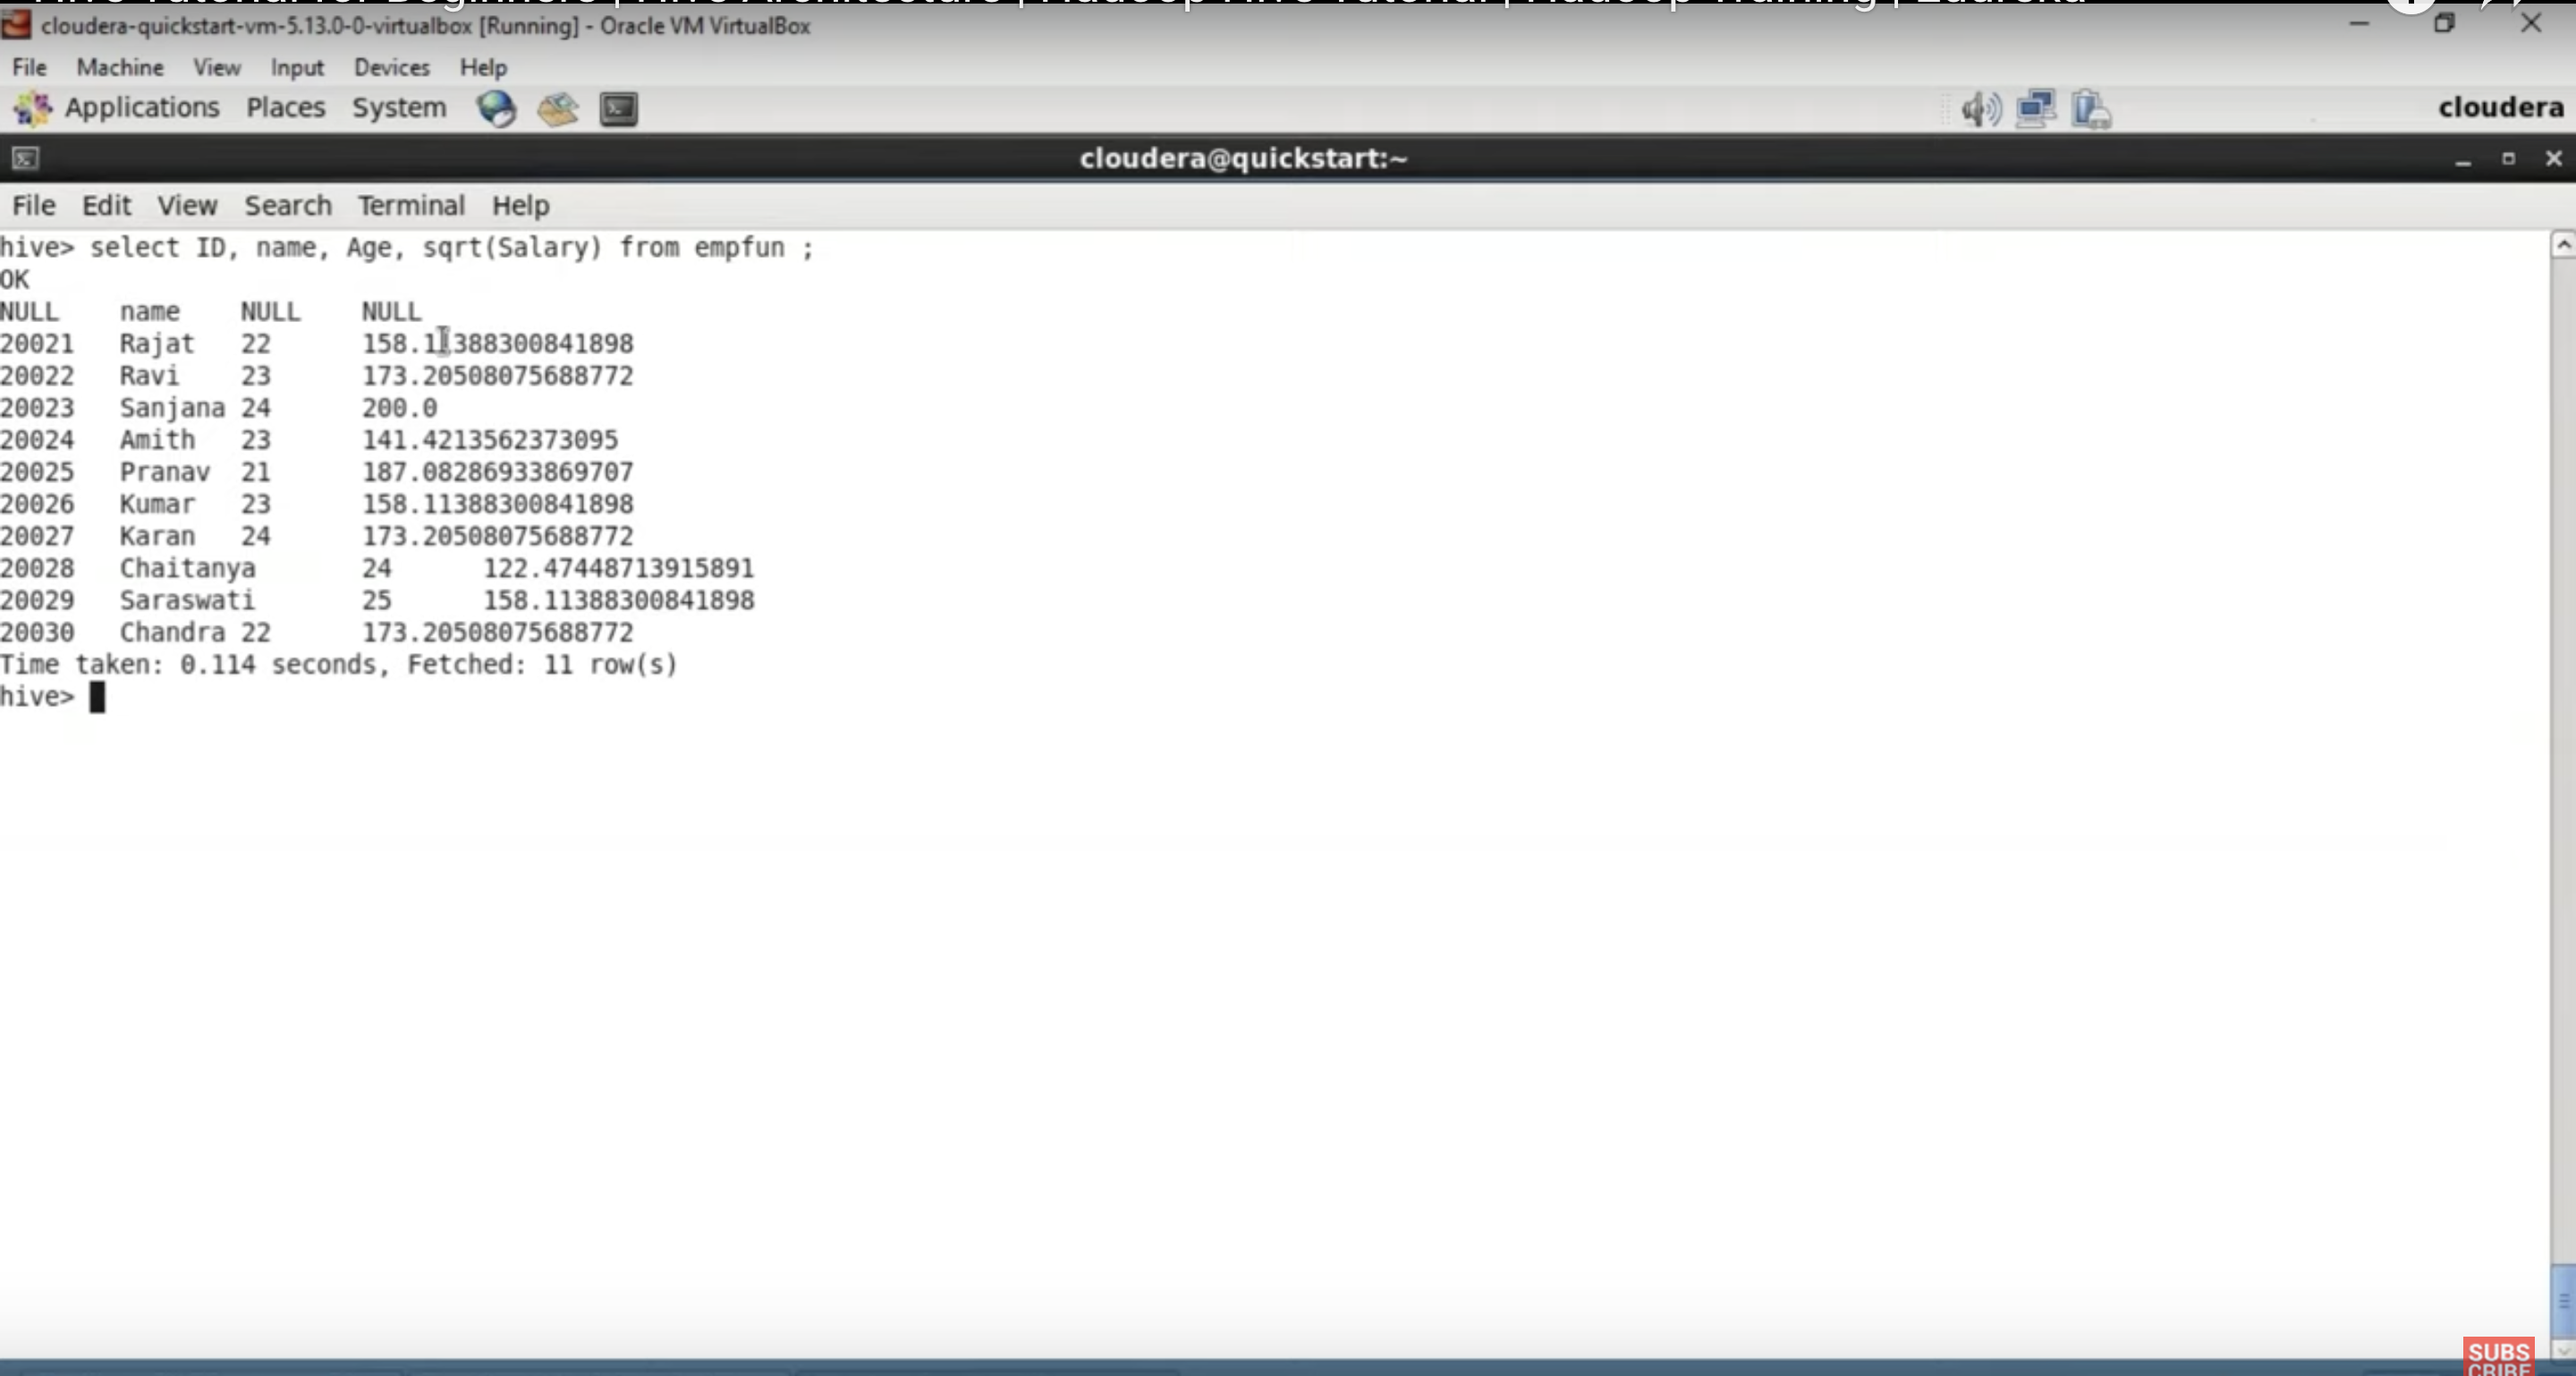 cloudera-quickstart-vm-5.13.0-0-virtualbox [Running] - Oracle VM VirtualBox
File Machine View Input Devices Help
Applications Places System cloudera
cloudera@quickstart:~
File Edit View Search Terminal Help
hive> select ID, name, Age, sqrt(Salary) from empfun ;
OK
NULL name NULL NULL
20021 Rajat 22 158.11388300841898
20022 Ravi 23 173.20508075688772
20023 Sanjana 24 200.0
20024 Amith 23 141.4213562373095
20025 Pranav 21 187.08286933869707
20026 Kumar 23 158.11388300841898
20027 Karan 24 173.20508075688772
20028 Chaitanya 24 122.47448713915891
20029 Saraswati 25 158.11388300841898
20030 Chandra 22 173.20508075688772
Time taken: 0.114 seconds, Fetched: 11 row(s)
hive>
SUBS
CRIBE